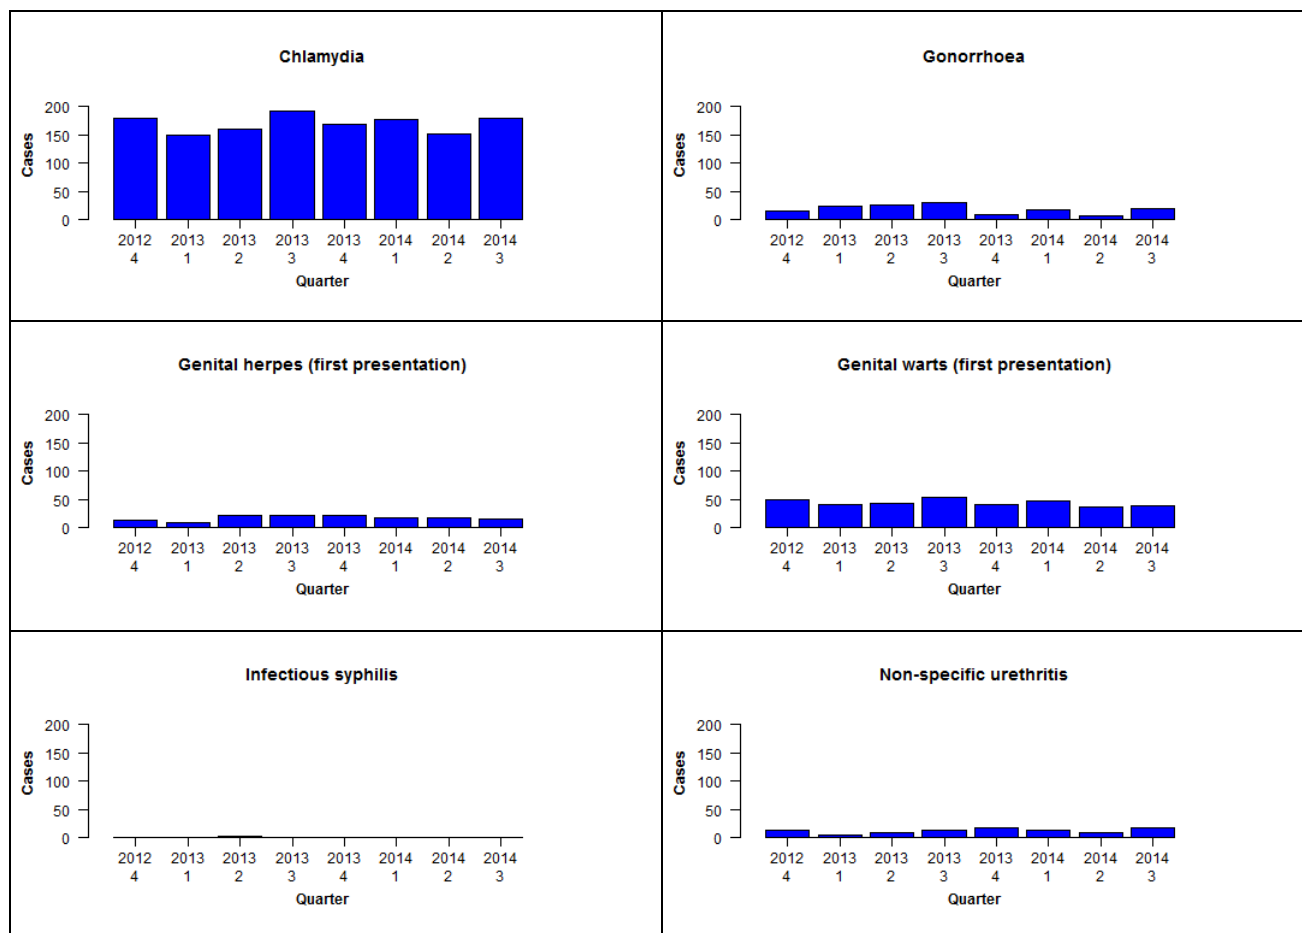 Chlamydia
200
150
100
50
0
Cases
2012 2013 2013 2013 2013 2014 2014 2014
4 1 2 3 4 1 2 3
Quarter
Gonorrhoea
200
150
100
50
0
Cases
2012 2013 2013 2013 2013 2014 2014 2014
4 1 2 3 4 1 2 3
Quarter
Genital herpes (first presentation)
200
150
100
50
0
Cases
2012 2013 2013 2013 2013 2014 2014 2014
4 1 2 3 4 1 2 3
Quarter
Genital warts (first presentation)
200
150
100
50
0
Cases
2012 2013 2013 2013 2013 2014 2014 2014
4 1 2 3 4 1 2 3
Quarter
Infectious syphilis
200
150
100
50
0
Cases
2012 2013 2013 2013 2013 2014 2014 2014
4 1 2 3 4 1 2 3
Quarter
Non-specific urethritis
200
150
100
50
0
Cases
2012 2013 2013 2013 2013 2014 2014 2014
4 1 2 3 4 1 2 3
Quarter